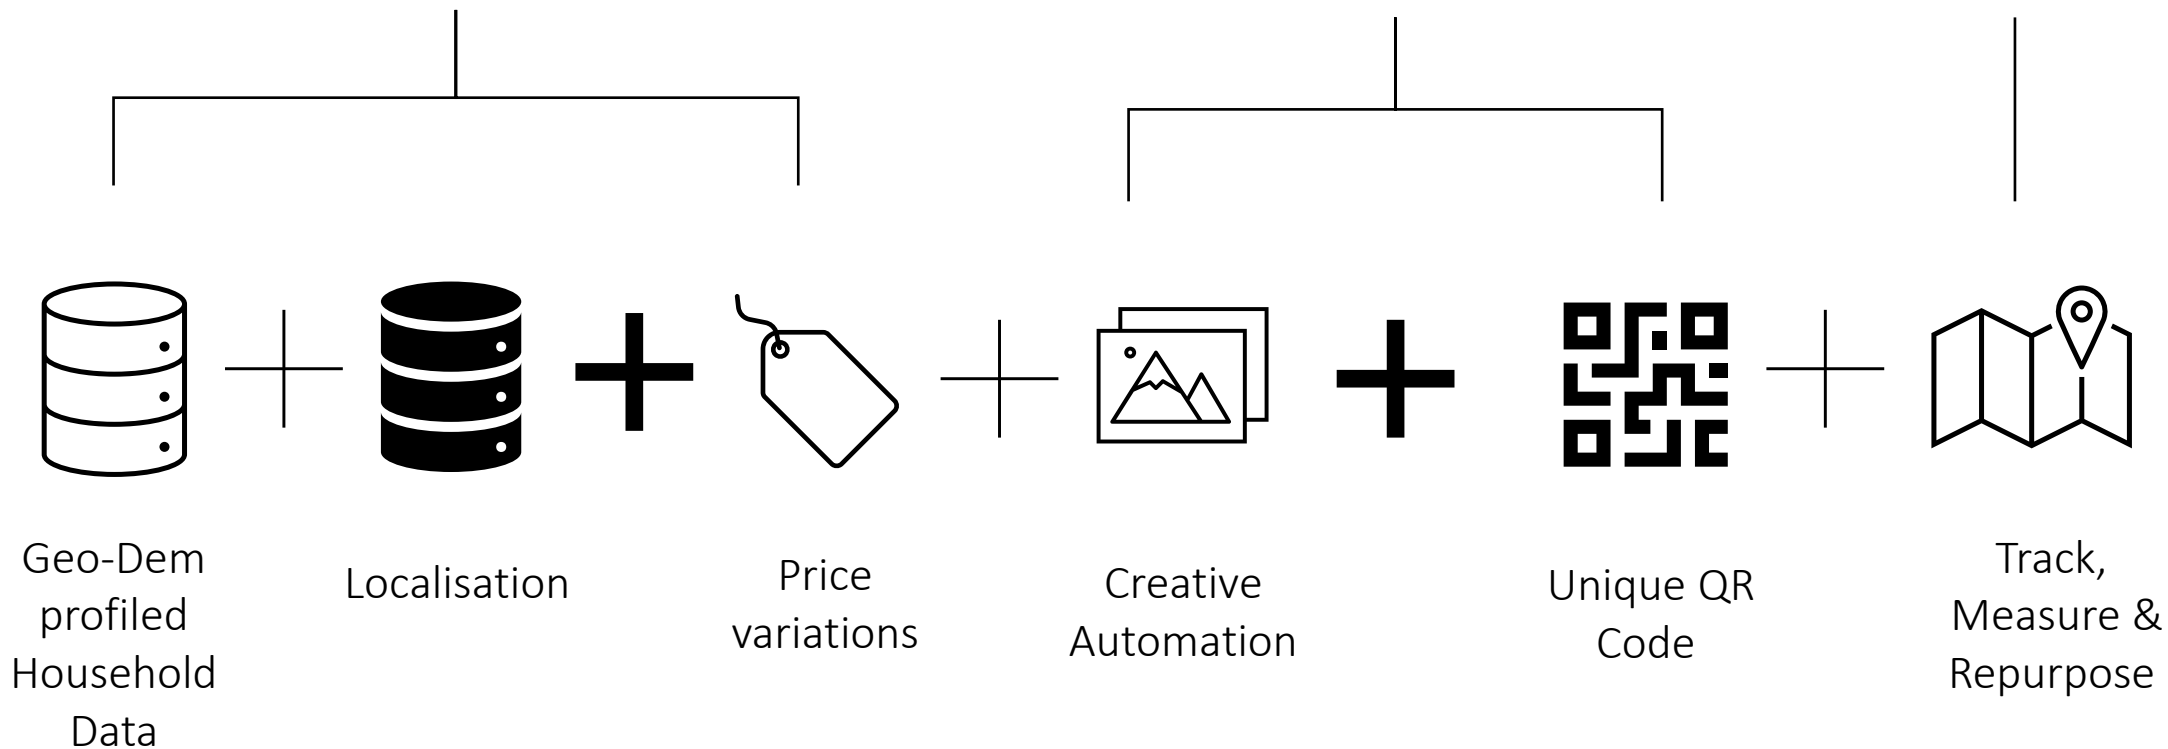 Geo-Dem
profiled
Household
Data
Localisation
Price
variations
Creative
Automation
Unique QR
Code
Track,
Measure &
Repurpose